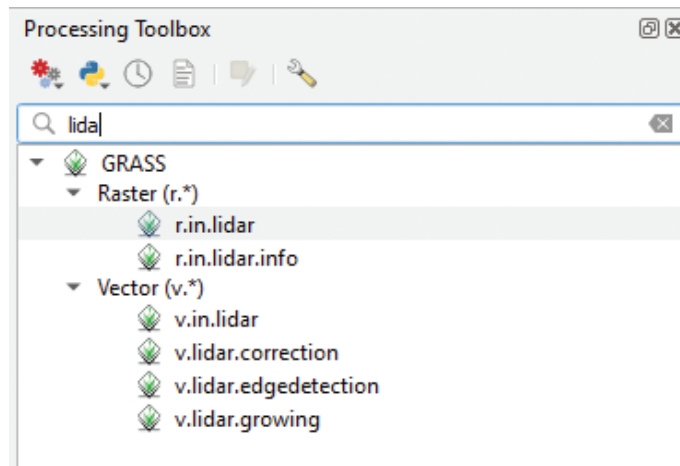 Processing Toolbox
lida
GRASS
Raster (r.*)
r.in.lidar
r.in.lidar.info
Vector (v.*)
v.in.lidar
v.lidar.correction
v.lidar.edgedetection
v.lidar.growing